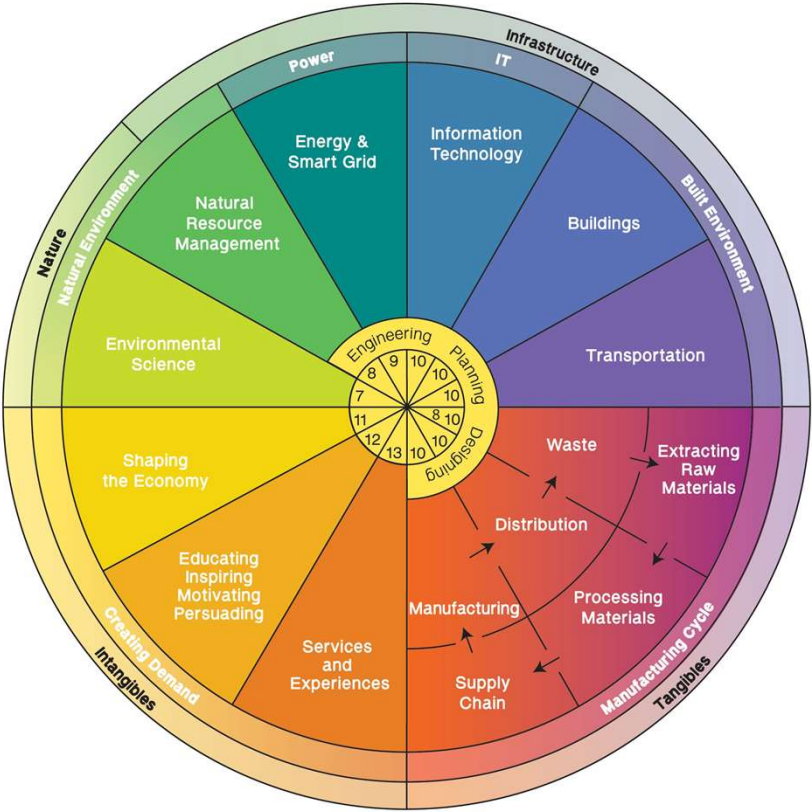 Infrastructure
Power
IT
Energy &
Smart Grid
Information
Technology
Natural
Resource
Management
Buildings
Natural Environment
Nature
Built Environment
Environmental
Science
Transportation
Engineering
Planning
Designing
9
10
8
10
7
10
11
8
10
12
10
13
10
Shaping
the Economy
Waste
Extracting
Raw
Materials
Distribution
Educating
Inspiring
Motivating
Persuading
Manufacturing
Processing
Materials
Services
and
Experiences
Supply
Chain
Creating Demand
Intangibles
Manufacturing Cycle
Tangibles